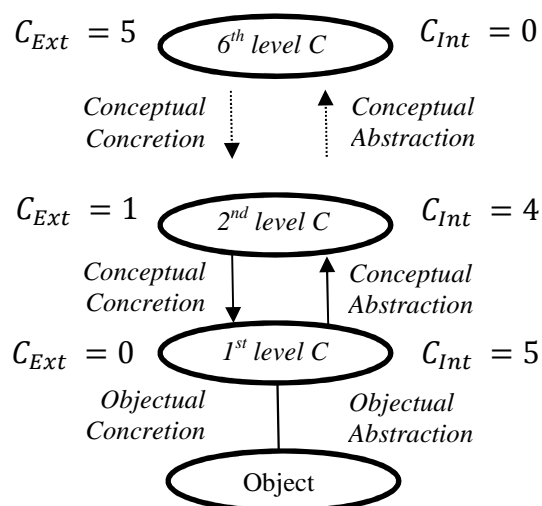 C_Ext = 5 6th level C C_Int = 0
Conceptual Concretion Conceptual Abstraction
C_Ext = 1 2nd level C C_Int = 4
Conceptual Concretion Conceptual Abstraction
C_Ext = 0 1st level C C_Int = 5
Objectual Concretion Objectual Abstraction
Object